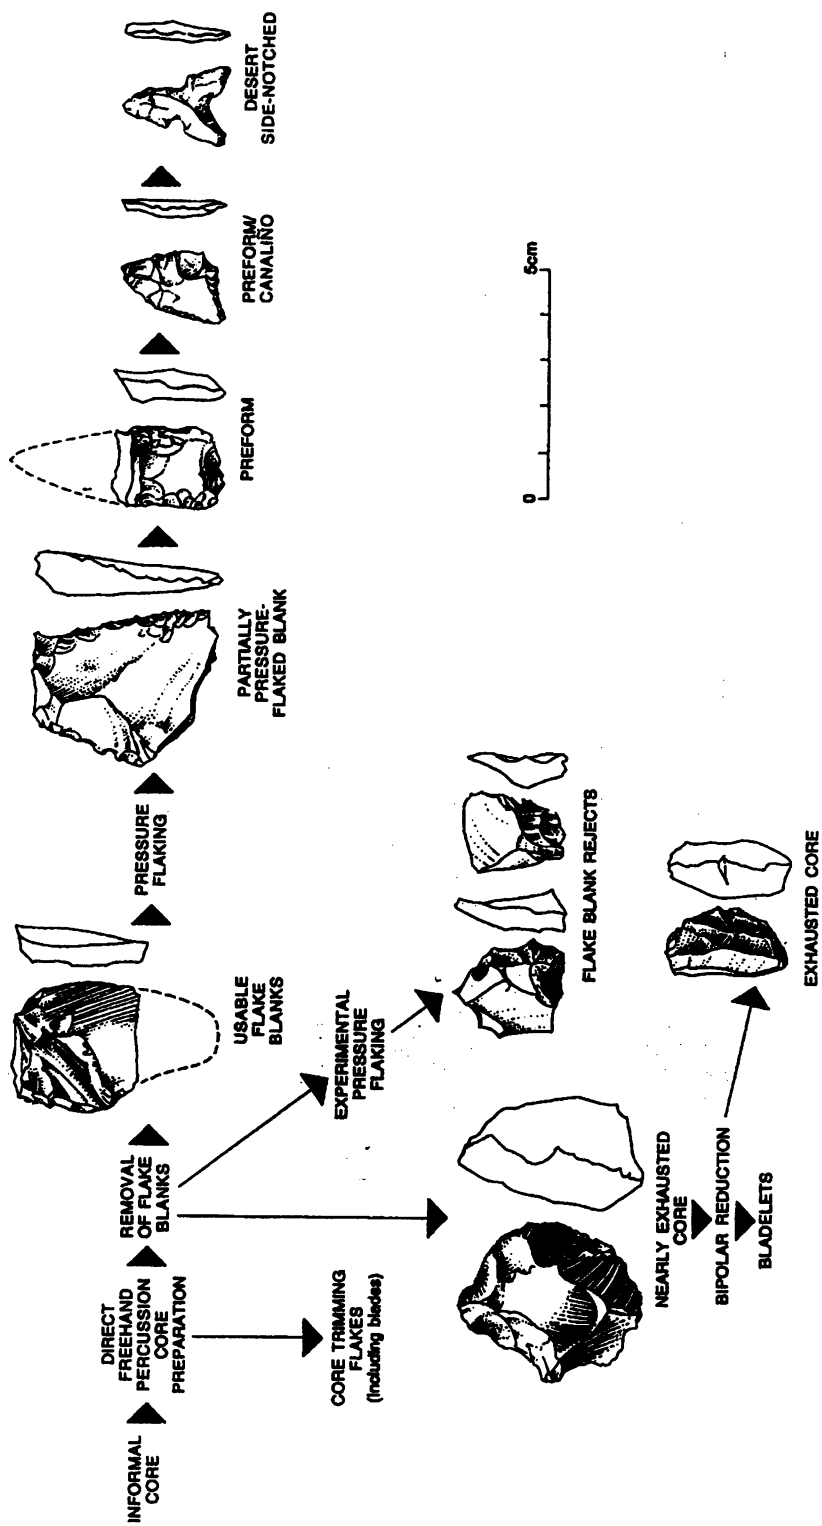 INFORMAL
CORE
DIRECT
FREEHAND
PERCUSSION
CORE
PREPARATION
REMOVAL
OF FLAKE
BLANKS
USABLE
FLAKE
BLANKS
PRESSURE
FLAKING
PARTIALLY
PRESSURE-
FLAKED BLANK
PREFORM
PREFORM/
CANALIÑO
DESERT
SIDE-NOTCHED
CORE TRIMMING
FLAKES
(including blades)
EXPERIMENTAL
PRESSURE
FLAKING
FLAKE BLANK REJECTS
0
5cm
NEARLY EXHAUSTED
CORE
BIPOLAR REDUCTION
BLADELETS
EXHAUSTED CORE